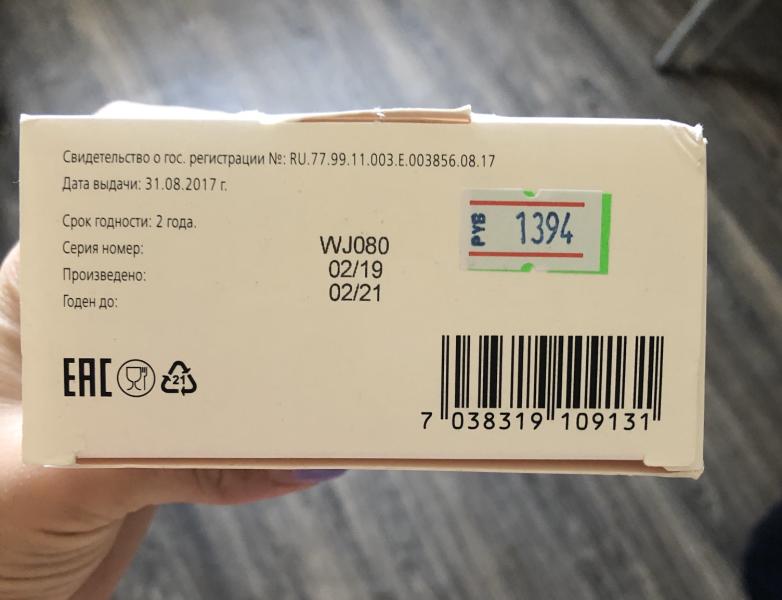 Свидетельство о гос. регистрации №: RU.77.99.11.003.Е.003856.08.17
Дата выдачи: 31.08.2017 г.
Срок годности: 2 года.
Серия номер: WJ080
Произведено: 02/19
Годен до: 02/21
РУБ 1394
ЕАС
21
7 038319 109131